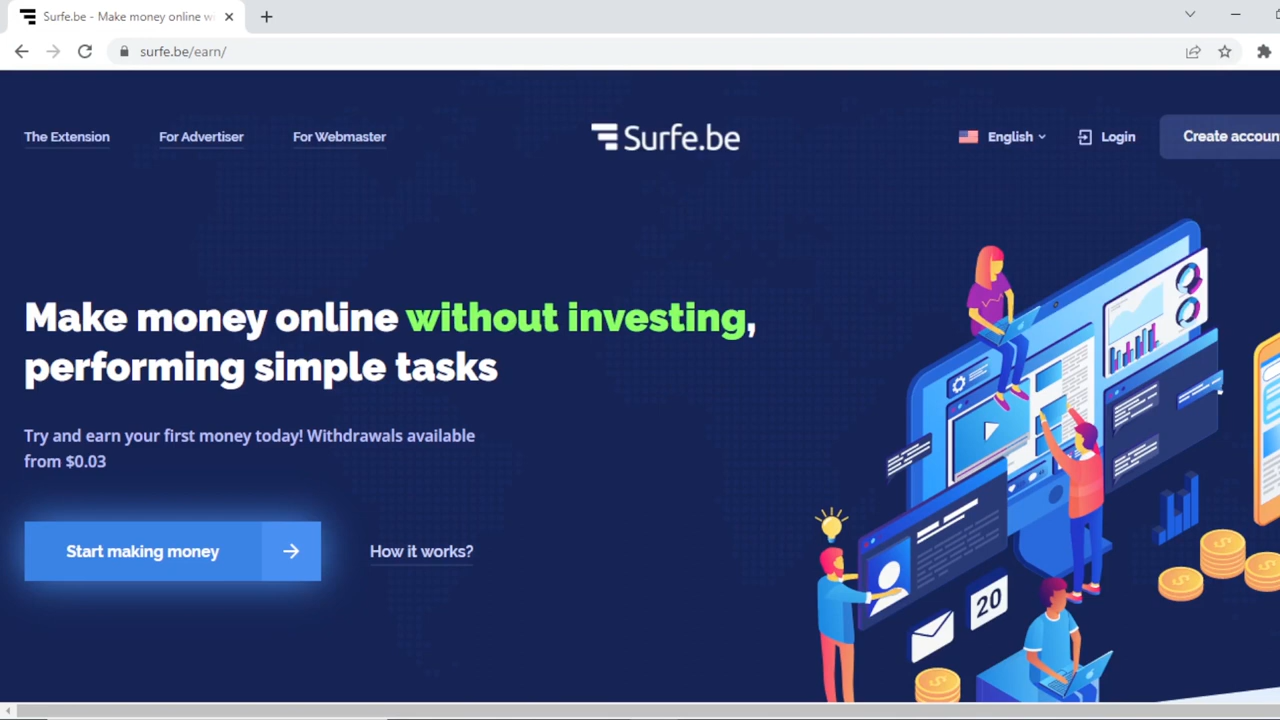 Surfe.be - Make money online w
surfe.be/earn/
The Extension
For Advertiser
For Webmaster
Surfe.be
English
Login
Create accoun
Make money online without investing,
performing simple tasks
Try and earn your first money today! Withdrawals available
from $0.03
Start making money
How it works?
20